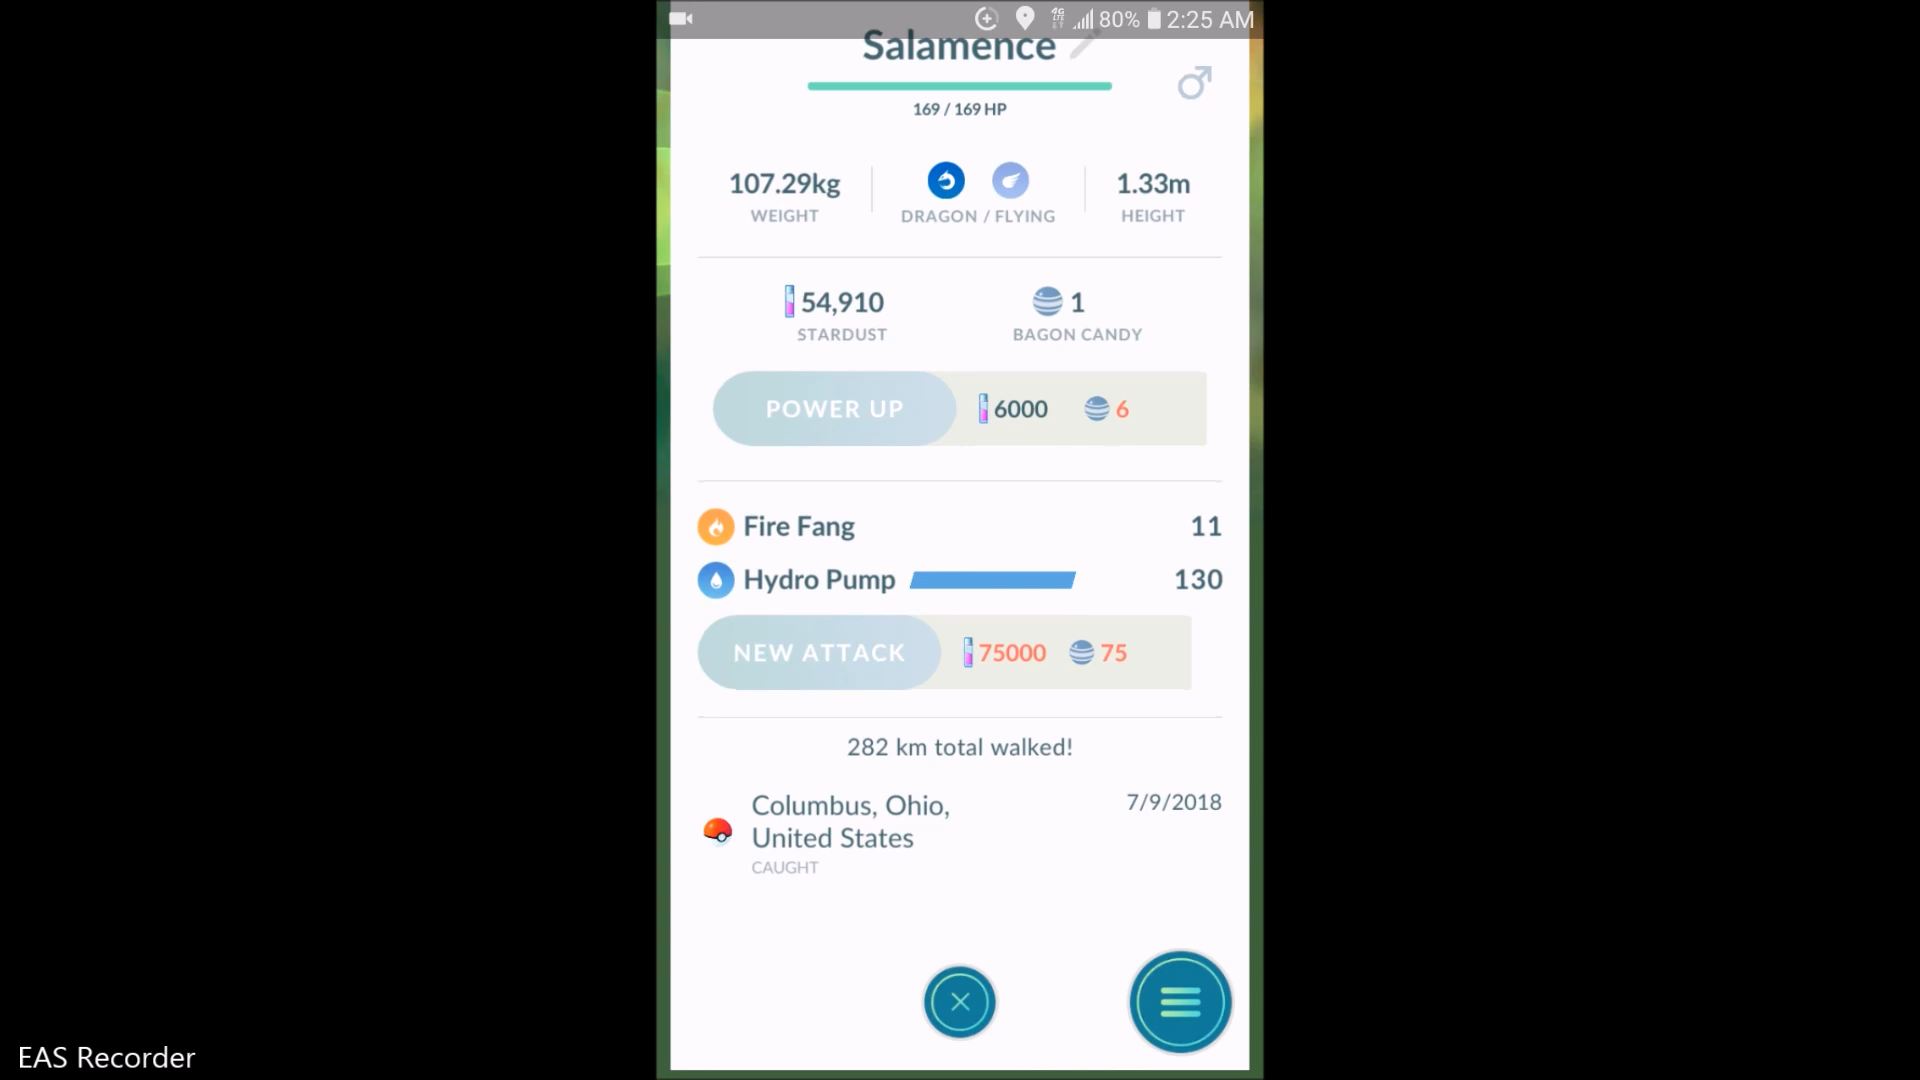 80% 2:25 AM
Salamence
169 / 169 HP
107.29kg
WEIGHT
DRAGON / FLYING
1.33m
HEIGHT
54,910
STARDUST
1
BAGON CANDY
POWER UP 6000 6
Fire Fang 11
Hydro Pump 130
NEW ATTACK 75000 75
282 km total walked!
Columbus, Ohio, 7/9/2018
United States
CAUGHT
EAS Recorder